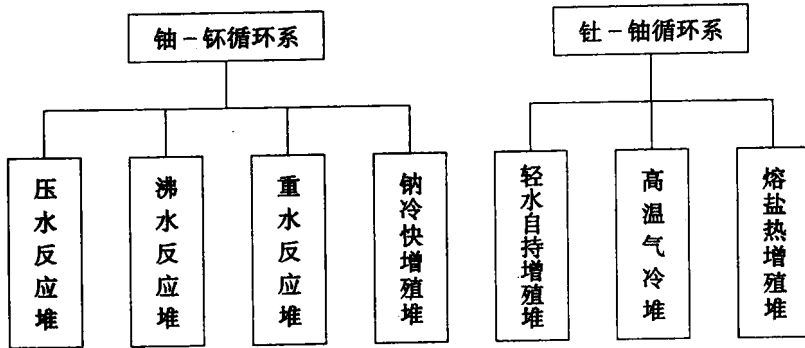 铀－钚循环系
钍－铀循环系
压水反应堆
沸水反应堆
重水反应堆
钠冷快增殖堆
轻水自持增殖堆
高温气冷堆
熔盐热增殖堆